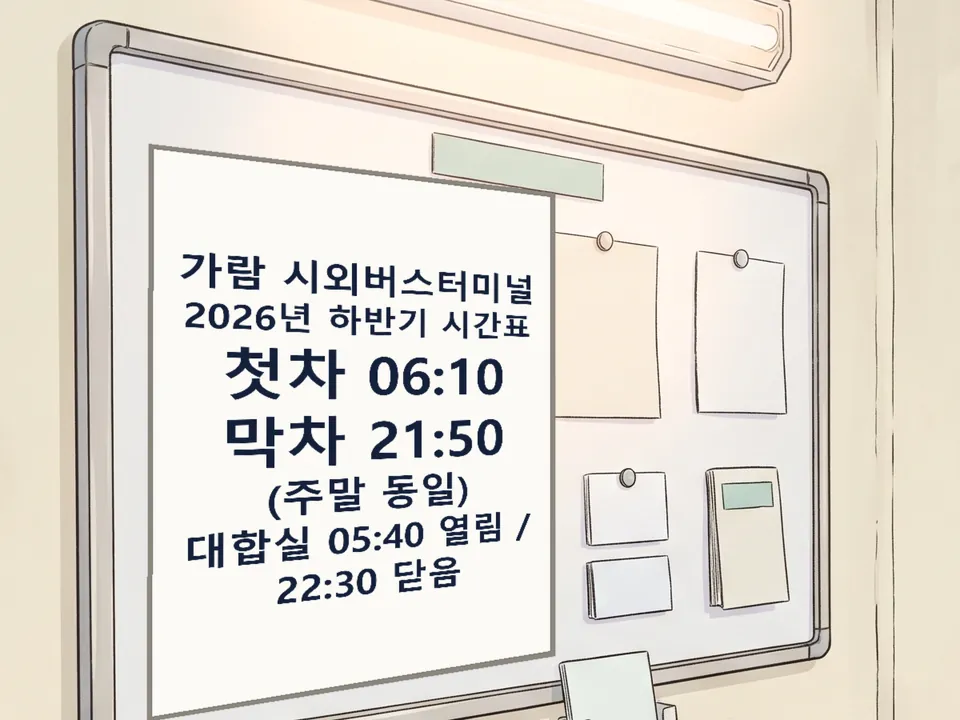 가람 시외버스터미널
2026년 하반기 시간표
첫차 06:10
막차 21:50
(주말 동일)
대합실 05:40 열림 /
22:30 닫음